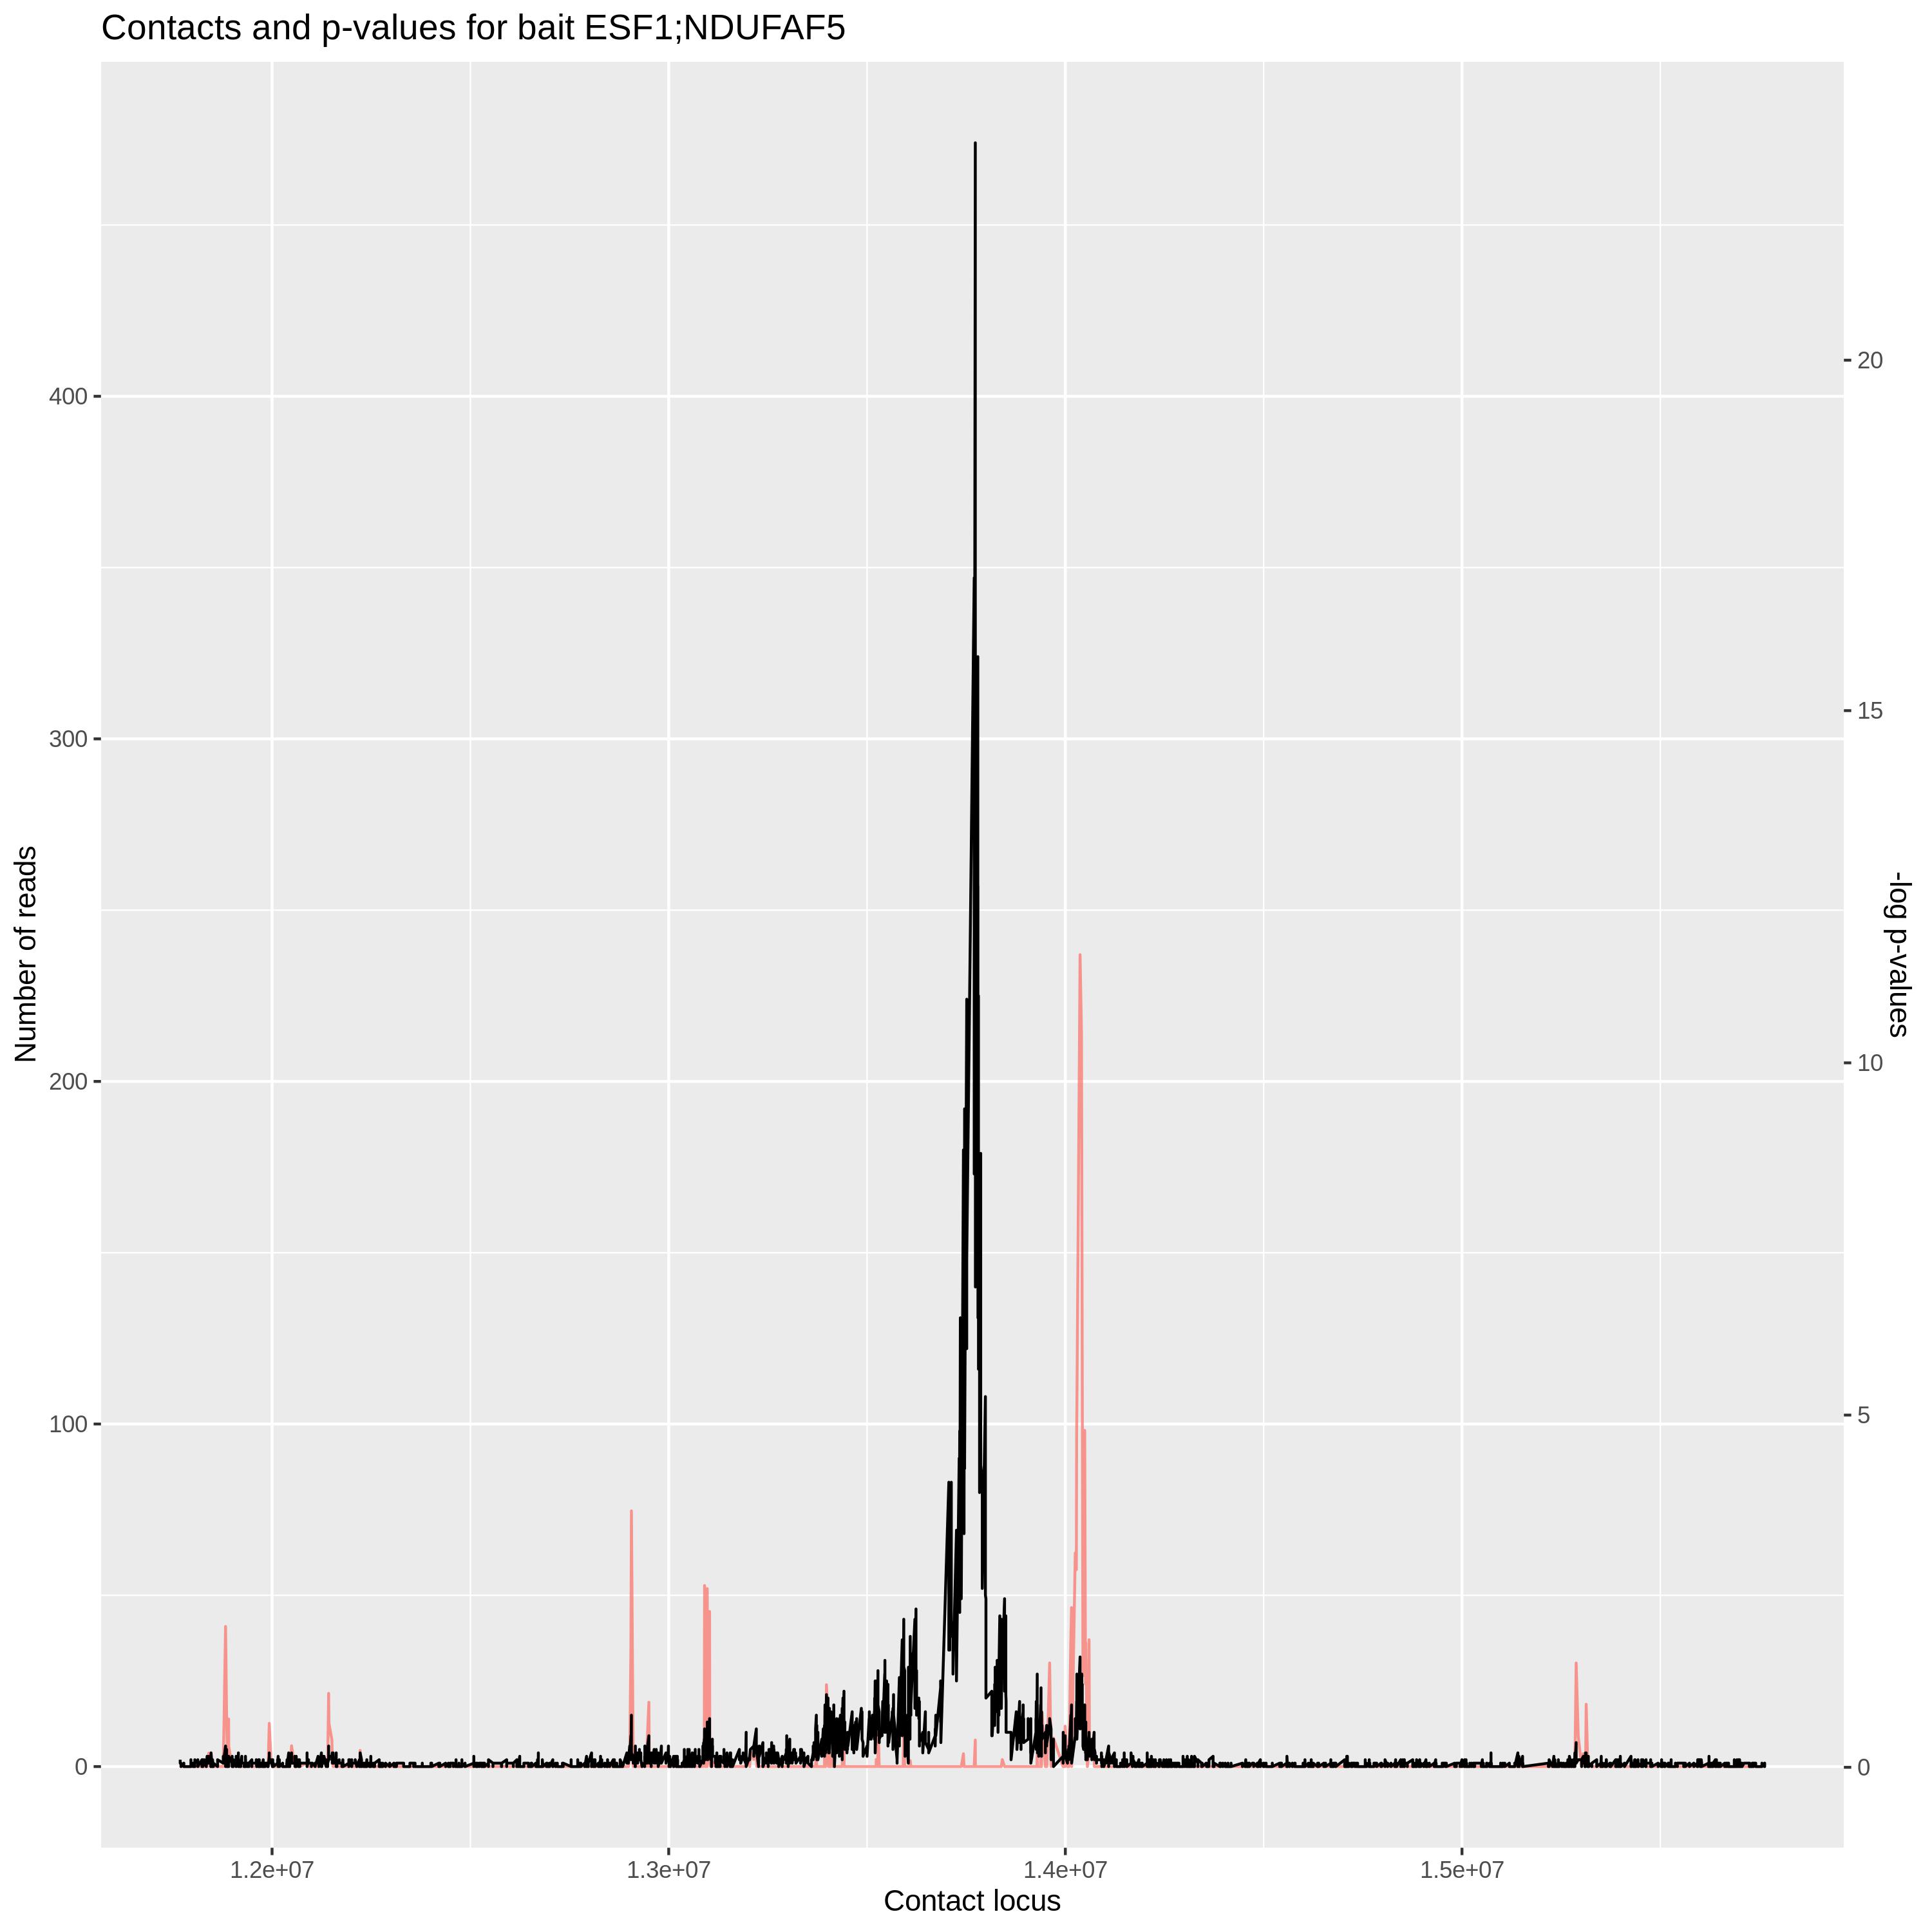 Contacts and p-values for bait ESF1;NDUFAF5
Number of reads
400
300
200
100
0
20
15
10
5
0
-log p-values
1.2e+07
1.3e+07
1.4e+07
1.5e+07
Contact locus